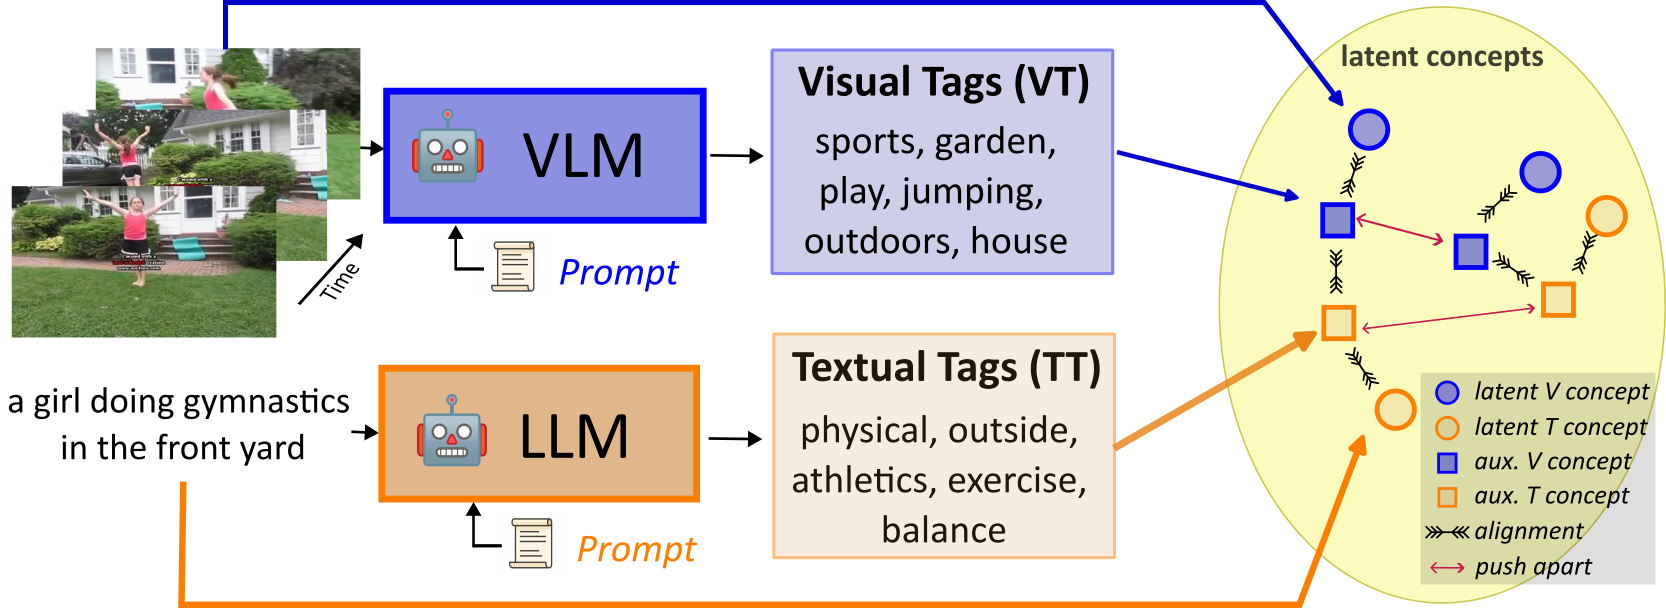 latent concepts
Visual Tags (VT)
sports, garden,
play, jumping,
outdoors, house
VLM
Prompt
Time
a girl doing gymnastics
in the front yard
LLM
Prompt
Textual Tags (TT)
physical, outside,
athletics, exercise,
balance
latent V concept
latent T concept
aux. V concept
aux. T concept
alignment
push apart